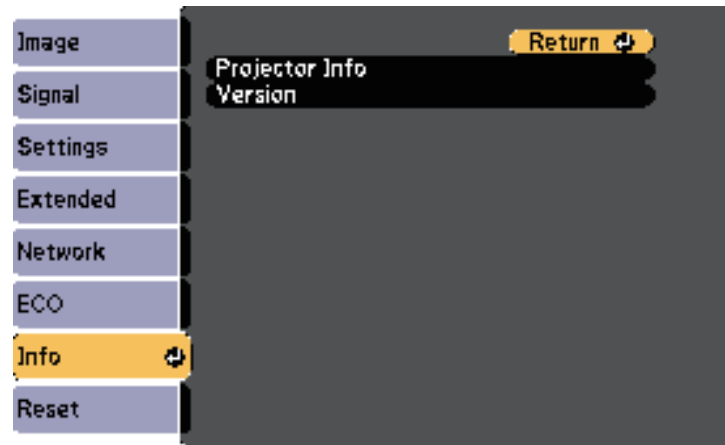 Image
Signal
Settings
Extended
Network
ECO
Info
Reset
Return
Projector Info
Version